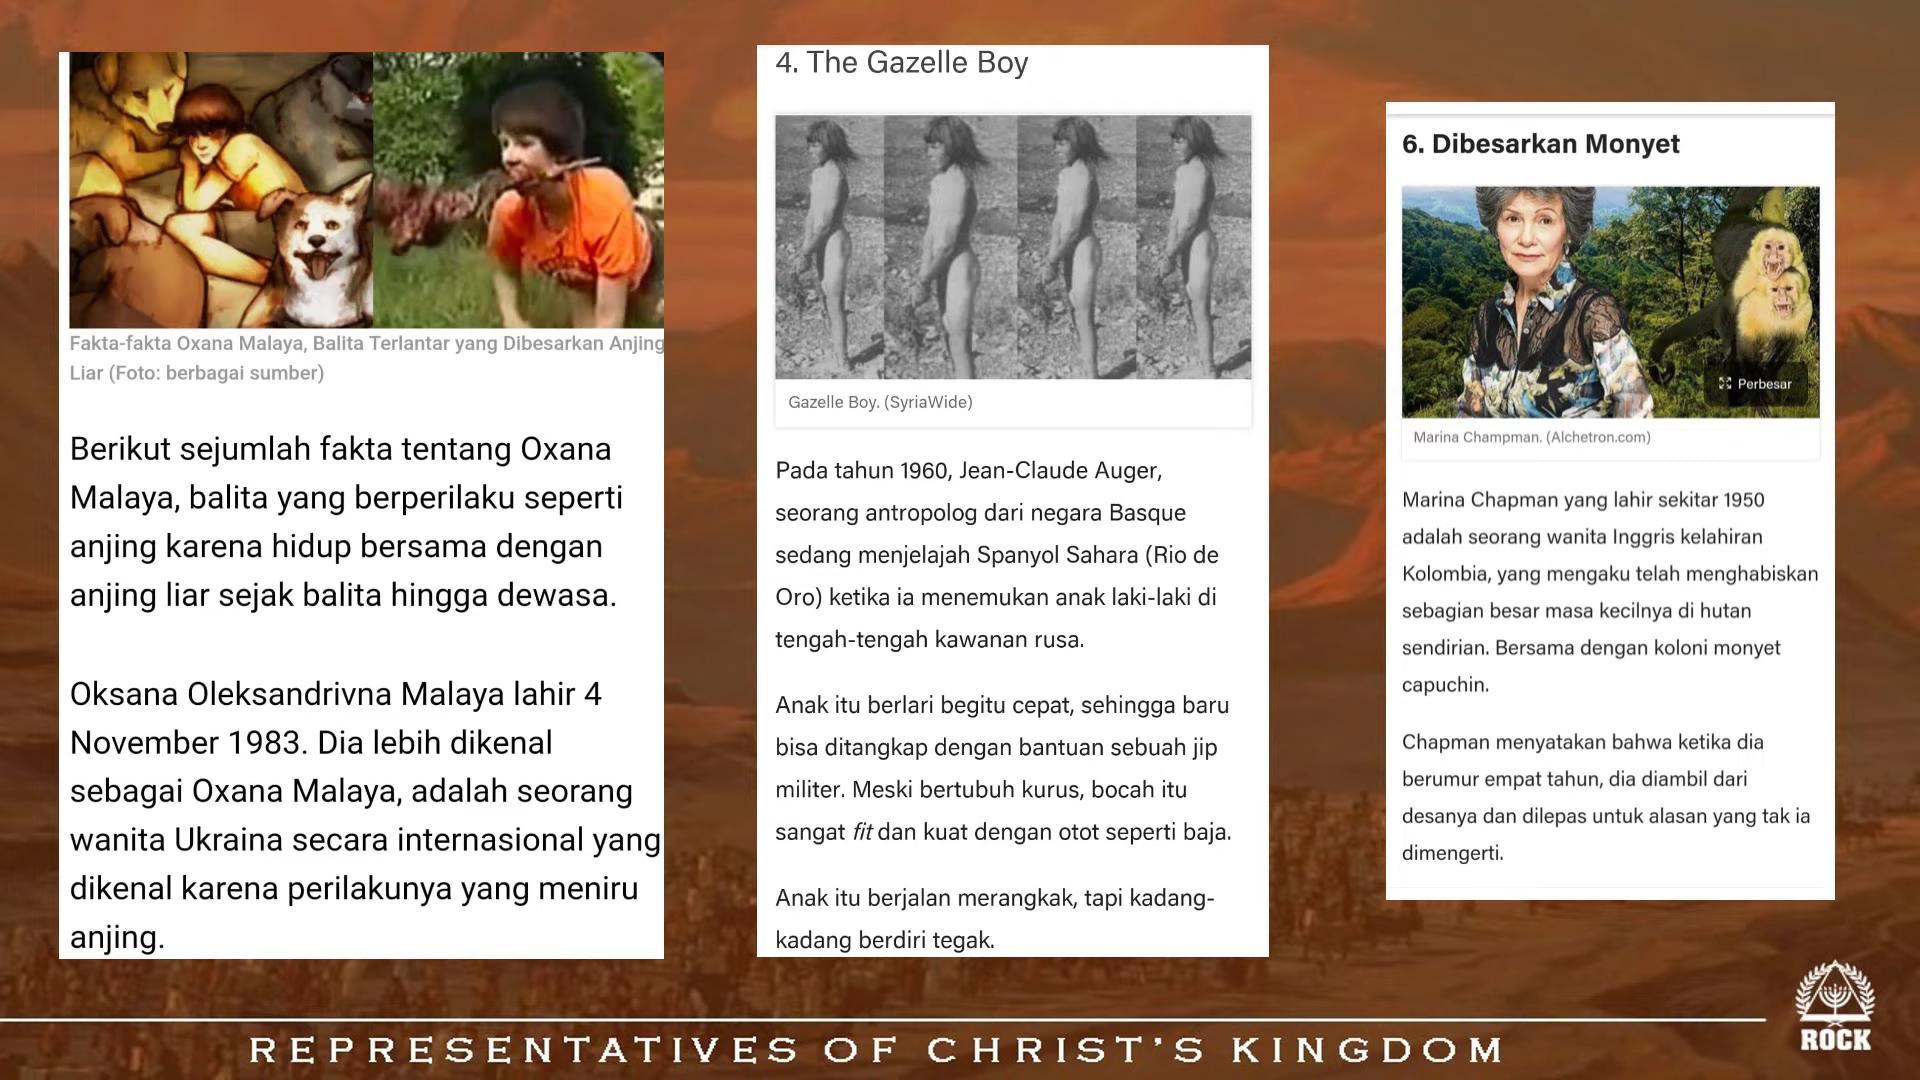 Fakta-fakta Oxana Malaya, Balita Terlantar yang Dibesarkan Anjing
Liar (Foto: berbagai sumber)
Berikut sejumlah fakta tentang Oxana
Malaya, balita yang berperilaku seperti
anjing karena hidup bersama dengan
anjing liar sejak balita hingga dewasa.
Oksana Oleksandrivna Malaya lahir 4
November 1983. Dia lebih dikenal
sebagai Oxana Malaya, adalah seorang
wanita Ukraina secara internasional yang
dikenal karena perilakunya yang meniru
anjing.
4. The Gazelle Boy
Gazelle Boy. (SyriaWide)
Pada tahun 1960, Jean-Claude Auger,
seorang antropolog dari negara Basque
sedang menjelajah Spanyol Sahara (Rio de
Oro) ketika ia menemukan anak laki-laki di
tengah-tengah kawanan rusa.
Anak itu berlari begitu cepat, sehingga baru
bisa ditangkap dengan bantuan sebuah jip
militer. Meski bertubuh kurus, bocah itu
sangat fit dan kuat dengan otot seperti baja.
Anak itu berjalan merangkak, tapi kadang-
kadang berdiri tegak.
6. Dibesarkan Monyet
Perbesar
Marina Champman. (Alchetron.com)
Marina Chapman yang lahir sekitar 1950
adalah seorang wanita Inggris kelahiran
Kolombia, yang mengaku telah menghabiskan
sebagian besar masa kecilnya di hutan
sendirian. Bersama dengan koloni monyet
capuchin.
Chapman menyatakan bahwa ketika dia
berumur empat tahun, dia diambil dari
desanya dan dilepas untuk alasan yang tak ia
dimengerti.
REPRESENTATIVES OF CHRIST'S KINGDOM
ROCK